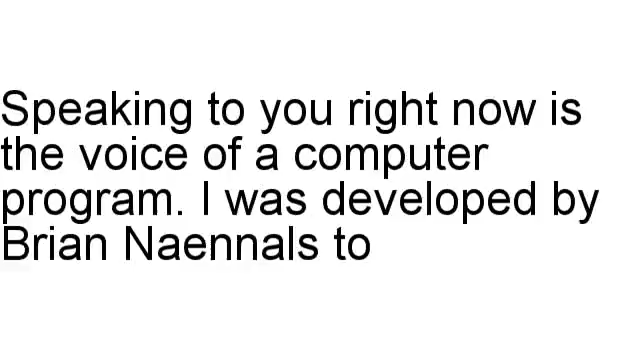 Speaking to you right now is
the voice of a computer
program. I was developed by
Brian Naennals to